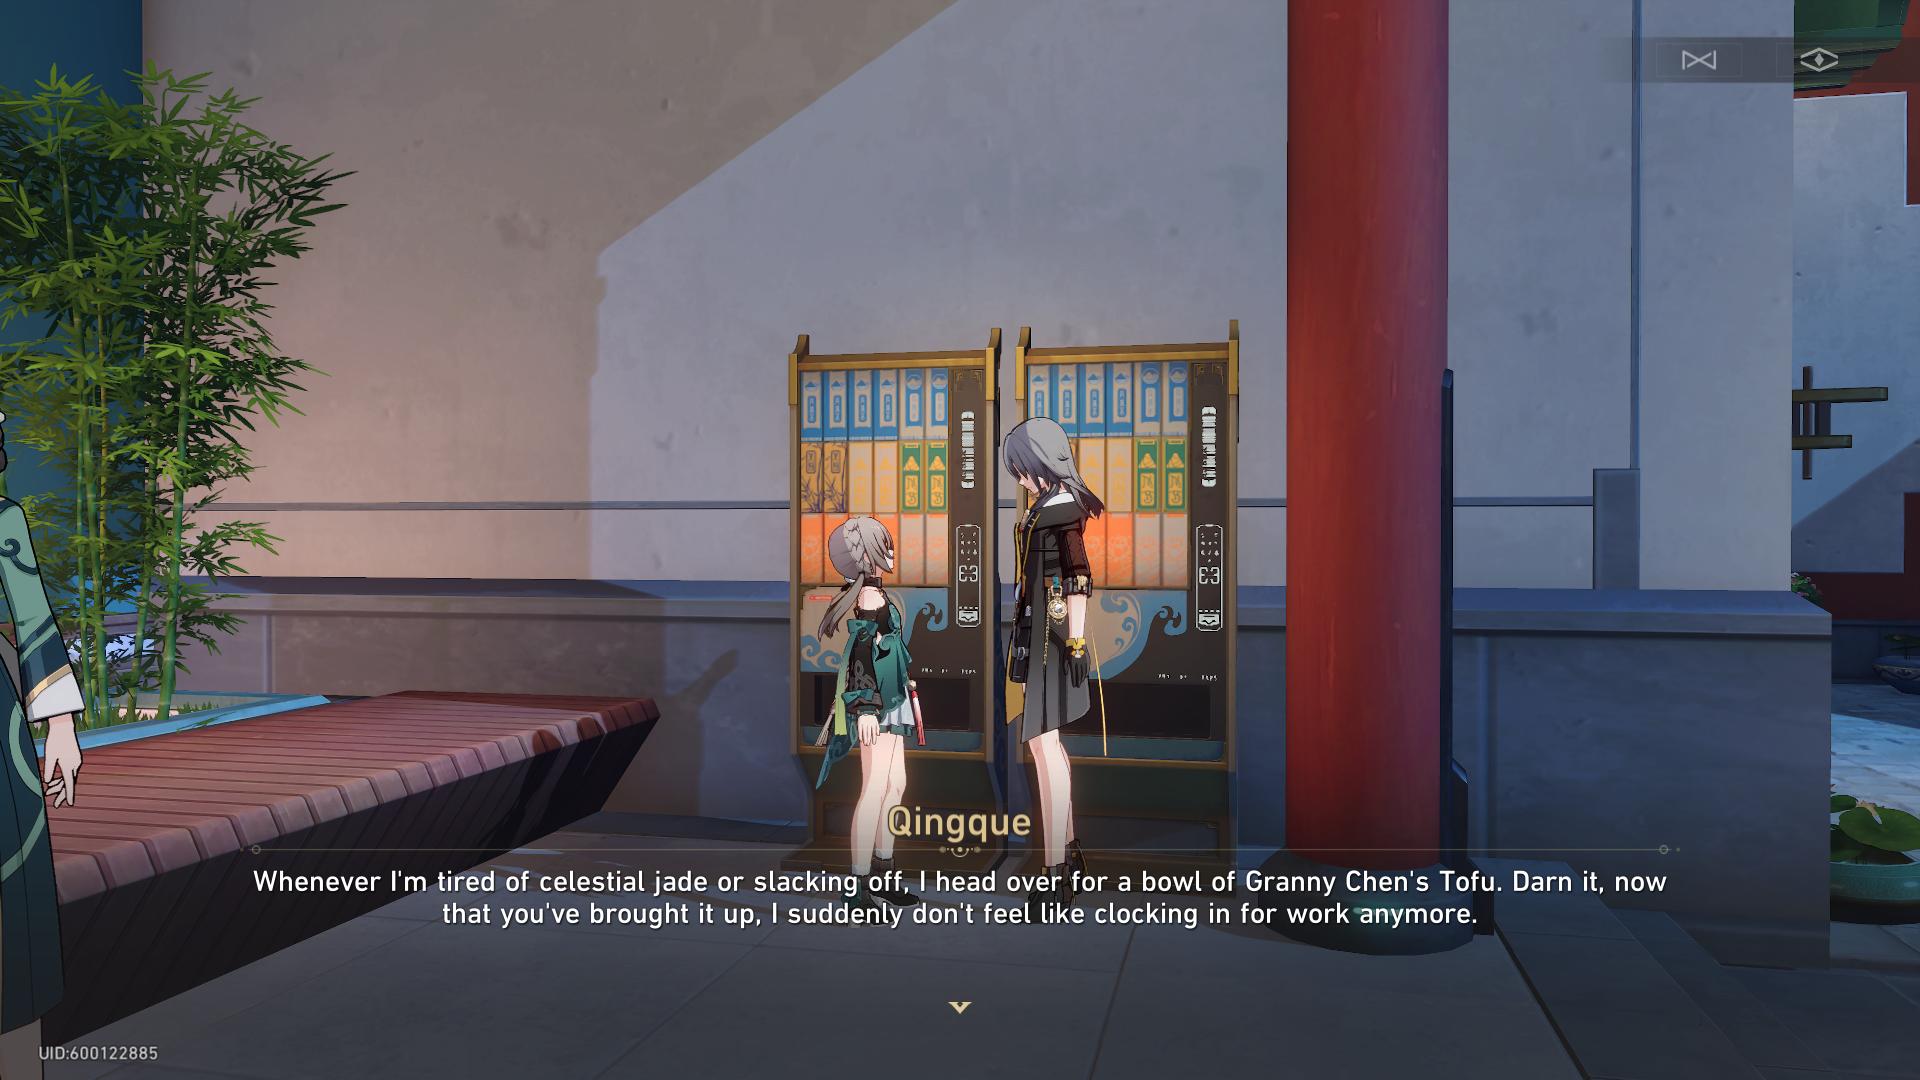 Qingque
Whenever I'm tired of celestial jade or slacking off, I head over for a bowl of Granny Chen's Tofu. Darn it, now
that you've brought it up, I suddenly don't feel like clocking in for work anymore.
UID:600122885